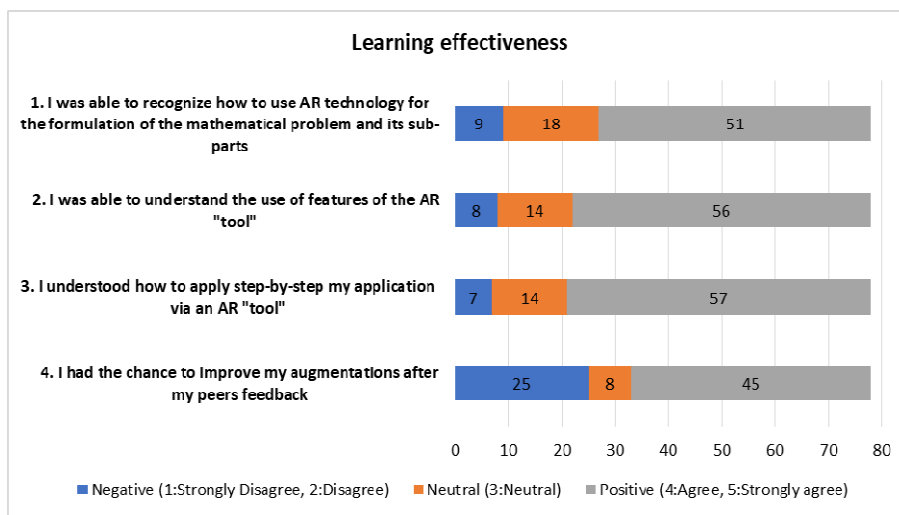 Learning effectiveness
1. I was able to recognize how to use AR technology for
the formulation of the mathematical problem and its sub-
parts
9 18 51
2. I was able to understand the use of features of the AR
"tool"
8 14 56
3. I understood how to apply step-by-step my application
via an AR "tool"
7 14 57
4. I had the chance to improve my augmentations after
my peers feedback
25 8 45
0 10 20 30 40 50 60 70 80
Negative (1:Strongly Disagree, 2:Disagree) Neutral (3:Neutral) Positive (4:Agree, 5:Strongly agree)